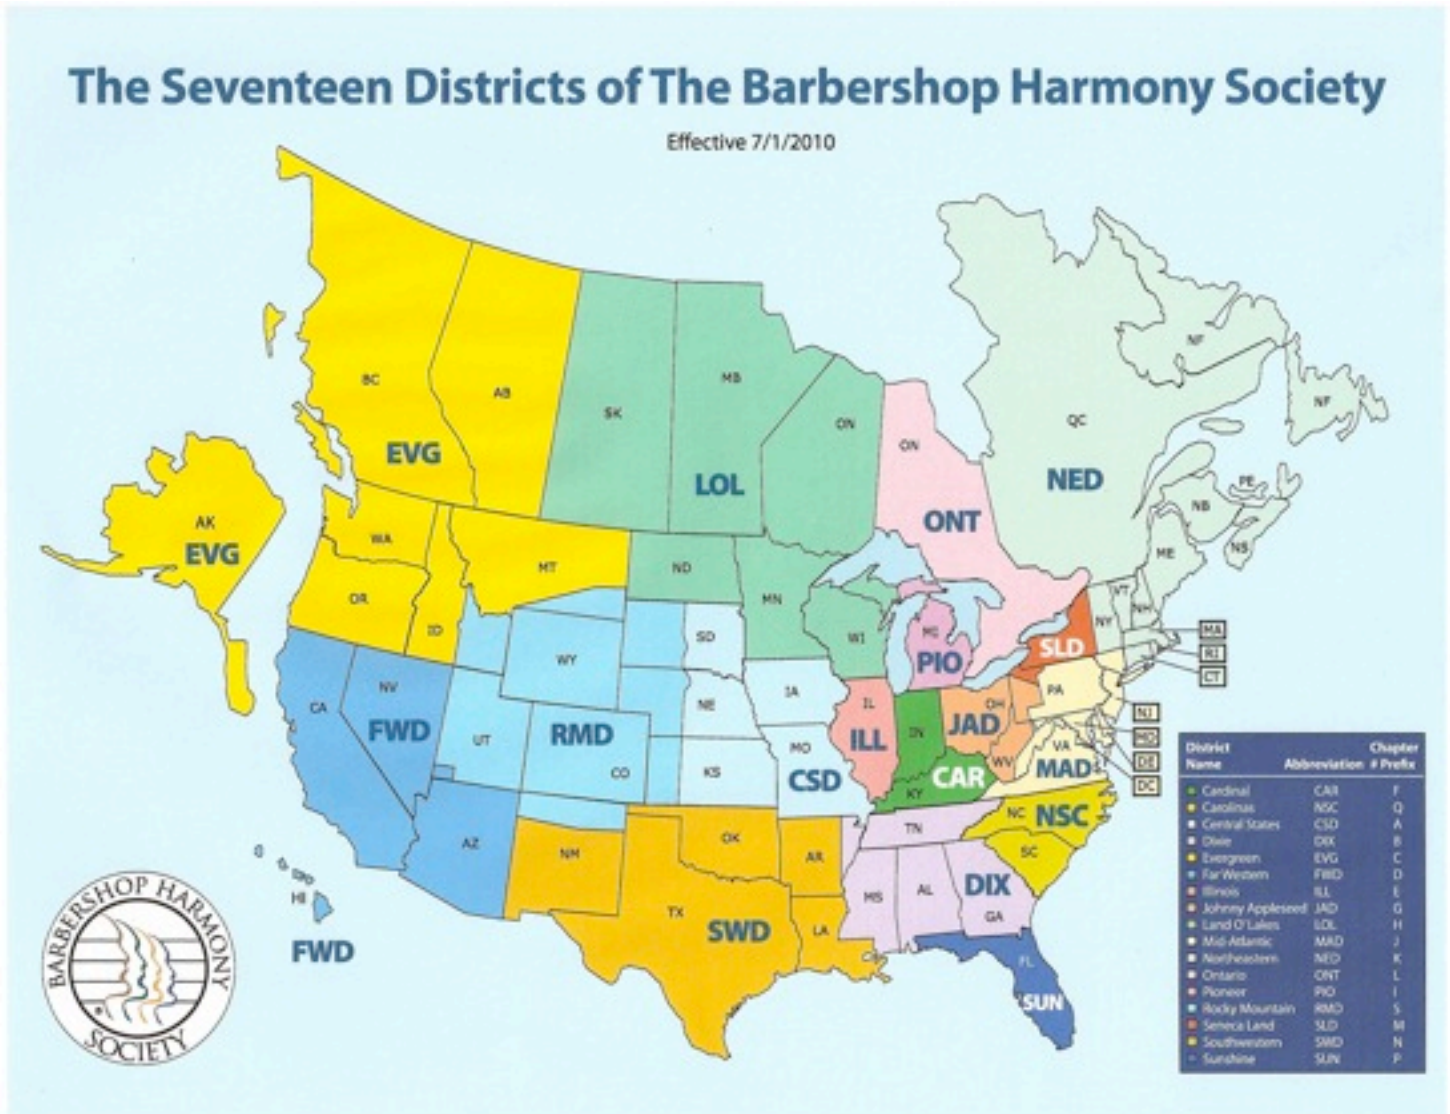 The Seventeen Districts of The Barbershop Harmony Society
Effective 7/1/2010
BC
AB
SK
MB
ON
ON
QC
NF
NF
EVG
LOL
ONT
NED
PE
NB
NS
AK
EVG
WA
MT
ND
MN
OR
ID
WI
MI
PIO
SLD
NY
VT
NH
ME
MA
RI
CT
SD
WY
IA
NE
PA
NJ
MD
DE
DC
CA
NV
FWD
UT
RMD
CO
KS
MO
CSD
IL
ILL
IN
OH
JAD
WV
VA
MAD
KY
CAR
NC
NSC
SC
TN
AZ
NM
OK
AR
TX
SWD
LA
MS
AL
DIX
GA
FL
SUN
HI
FWD
BARBERSHOP HARMONY
SOCIETY
District Name Abbreviation Chapter # Prefix
Cardinal CAR F
Carolinas NSC Q
Central States CSD A
Dixie DIX B
Evergreen EVG C
Far Western FWD D
Illinois ILL E
Johnny Appleseed JAD G
Land O' Lakes LOL H
Mid-Atlantic MAD J
Northeastern NED K
Ontario ONT L
Pioneer PIO I
Rocky Mountain RMD S
Seneca Land SLD M
Southwestern SWD N
Sunshine SUN P